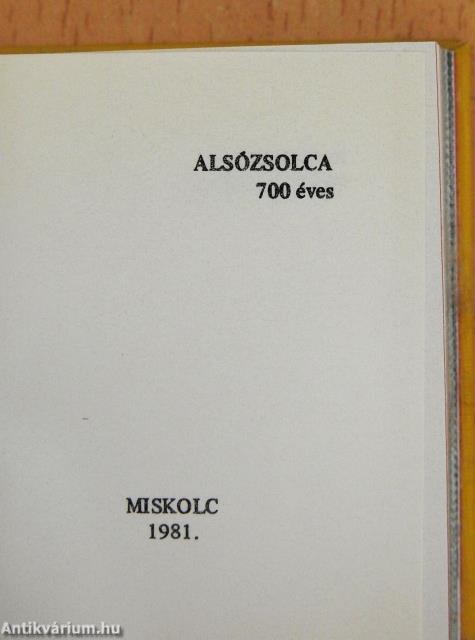 ALSÓZSOLCA
700 éves
MISKOLC
1981.
Antikvárium.hu